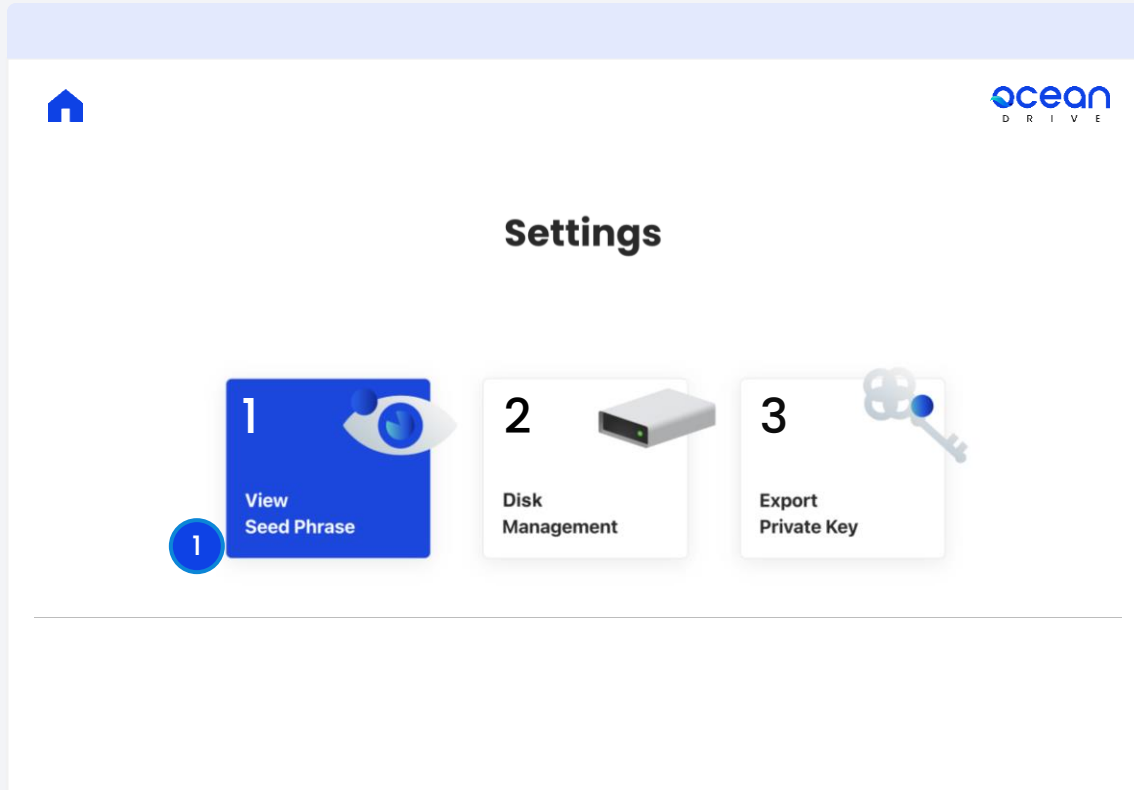 ocean
DRIVE
Settings
1
View
Seed Phrase
2
Disk
Management
3
Export
Private Key
1